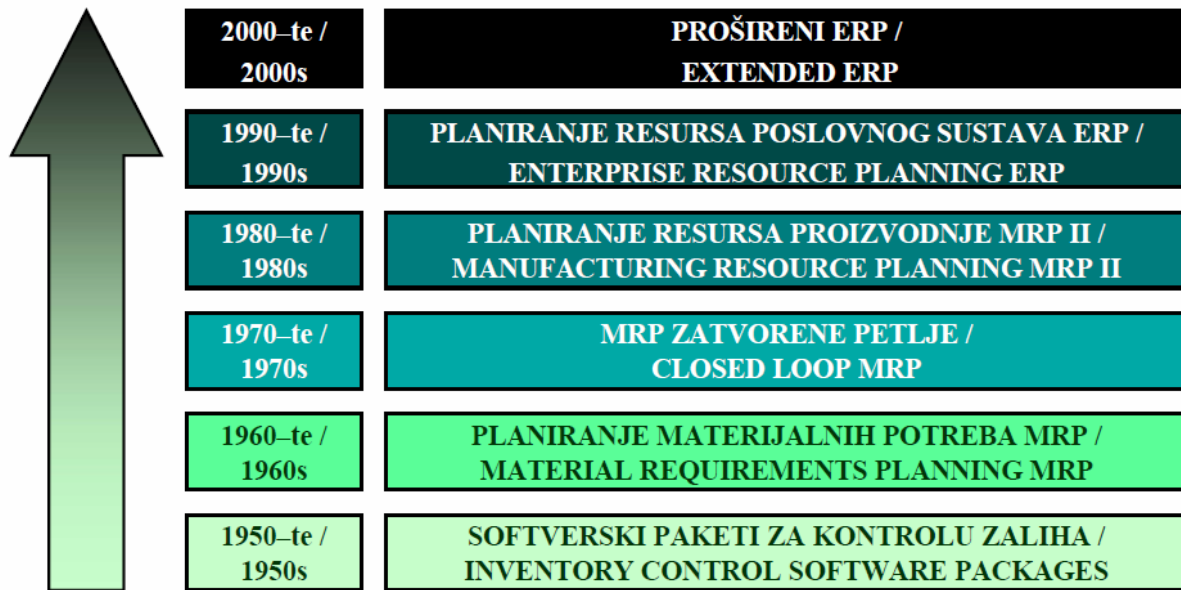 2000–te /
2000s
PROŠIRENI ERP /
EXTENDED ERP
1990–te /
1990s
PLANIRANJE RESURSA POSLOVNOG SUSTAVA ERP /
ENTERPRISE RESOURCE PLANNING ERP
1980–te /
1980s
PLANIRANJE RESURSA PROIZVODNJE MRP II /
MANUFACTURING RESOURCE PLANNING MRP II
1970–te /
1970s
MRP ZATVORENE PETLJE /
CLOSED LOOP MRP
1960–te /
1960s
PLANIRANJE MATERIJALNIH POTREBA MRP /
MATERIAL REQUIREMENTS PLANNING MRP
1950–te /
1950s
SOFTVERSKI PAKETI ZA KONTROLU ZALIHA /
INVENTORY CONTROL SOFTWARE PACKAGES